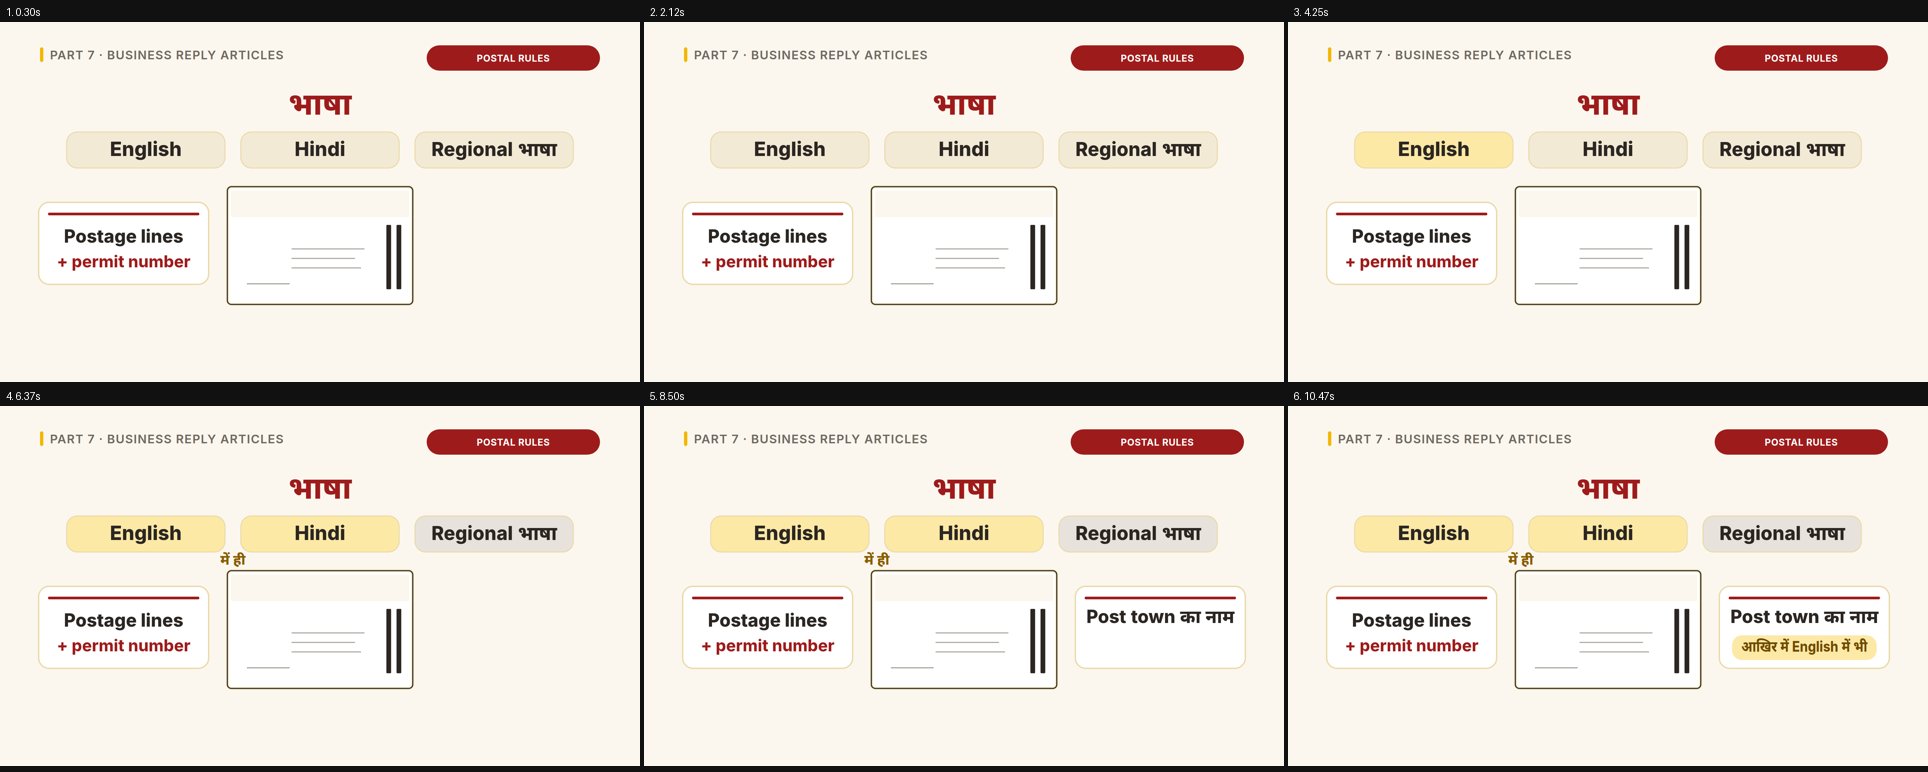 1. 0.30s
PART 7 · BUSINESS REPLY ARTICLES
POSTAL RULES
भाषा
English
Hindi
Regional भाषा
Postage lines
+ permit number
2. 2.12s
PART 7 · BUSINESS REPLY ARTICLES
POSTAL RULES
भाषा
English
Hindi
Regional भाषा
Postage lines
+ permit number
3. 4.25s
PART 7 · BUSINESS REPLY ARTICLES
POSTAL RULES
भाषा
English
Hindi
Regional भाषा
Postage lines
+ permit number
4. 6.37s
PART 7 · BUSINESS REPLY ARTICLES
POSTAL RULES
भाषा
English
Hindi
Regional भाषा
में ही
Postage lines
+ permit number
5. 8.50s
PART 7 · BUSINESS REPLY ARTICLES
POSTAL RULES
भाषा
English
Hindi
Regional भाषा
में ही
Postage lines
+ permit number
Post town का नाम
6. 10.47s
PART 7 · BUSINESS REPLY ARTICLES
POSTAL RULES
भाषा
English
Hindi
Regional भाषा
में ही
Postage lines
+ permit number
Post town का नाम
आखिर में English में भी